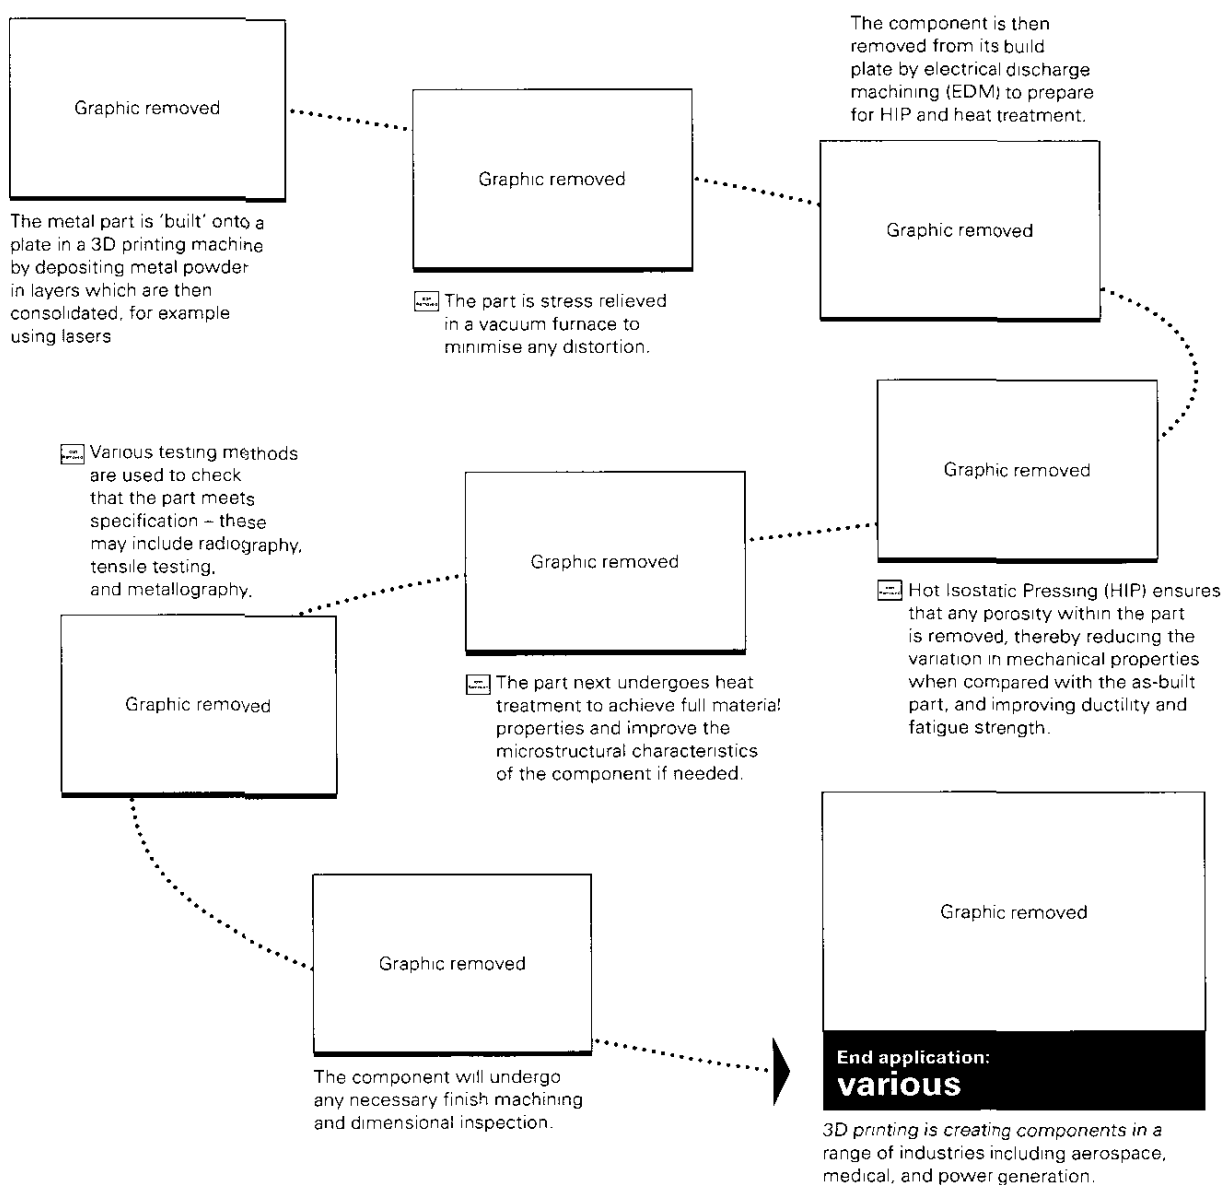 Graphic removed
The metal part is 'built' onto a
plate in a 3D printing machine
by depositing metal powder
in layers which are then
consolidated, for example
using lasers
Graphic removed
The part is stress relieved
in a vacuum furnace to
minimise any distortion.
The component is then
removed from its build
plate by electrical discharge
machining (EDM) to prepare
for HIP and heat treatment.
Graphic removed
Graphic removed
Hot Isostatic Pressing (HIP) ensures
that any porosity within the part
is removed, thereby reducing the
variation in mechanical properties
when compared with the as-built
part, and improving ductility and
fatigue strength.
Graphic removed
The part next undergoes heat
treatment to achieve full material
properties and improve the
microstructural characteristics
of the component if needed.
Various testing methods
are used to check
that the part meets
specification – these
may include radiography,
tensile testing,
and metallography.
Graphic removed
Graphic removed
The component will undergo
any necessary finish machining
and dimensional inspection.
Graphic removed
End application:
various
3D printing is creating components in a
range of industries including aerospace,
medical, and power generation.